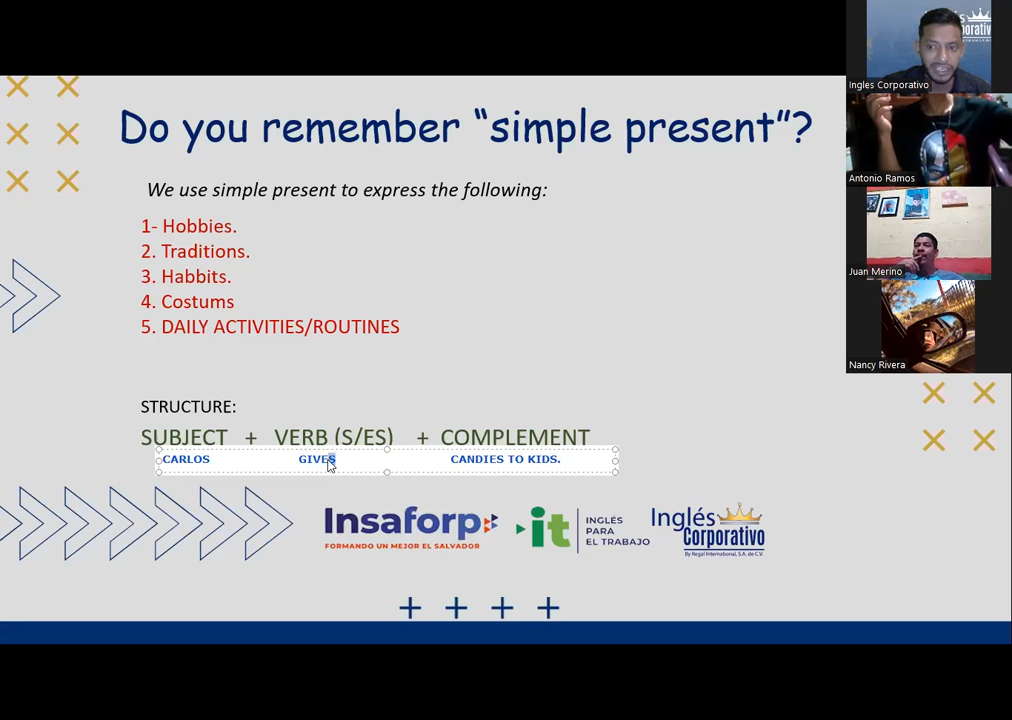 Do you remember “simple present”?
We use simple present to express the following:
1- Hobbies.
2. Traditions.
3. Habbits.
4. Costums
5. DAILY ACTIVITIES/ROUTINES
STRUCTURE:
SUBJECT + VERB (S/ES) + COMPLEMENT
CARLOS GIVES CANDIES TO KIDS.
Insaforp
FORMANDO UN MEJOR EL SALVADOR
it
INGLÉS
PARA
EL TRABAJO
Inglés
Corporativo
By Regal International, S.A. de C.V.
Ingles Corporativo
Antonio Ramos
Juan Merino
Nancy Rivera